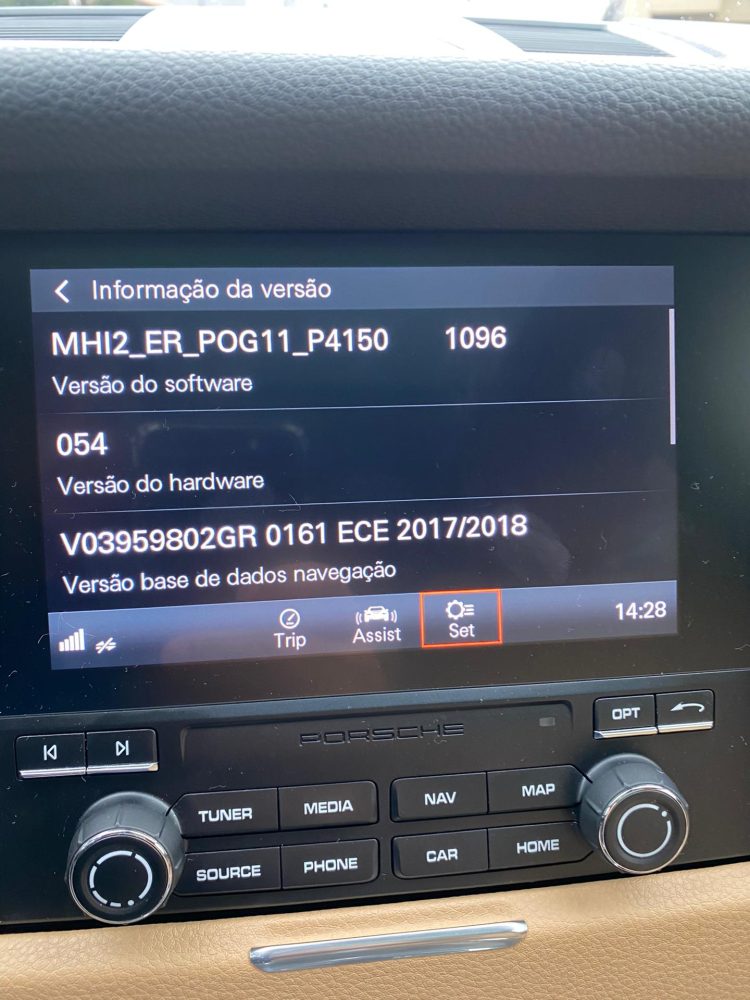 Informação da versão
MHI2_ER_POG11_P4150 1096
Versão do software
054
Versão do hardware
V03959802GR 0161 ECE 2017/2018
Versão base de dados navegação
Trip Assist Set 14:28
PORSCHE
OPT
TUNER MEDIA NAV MAP
SOURCE PHONE CAR HOME